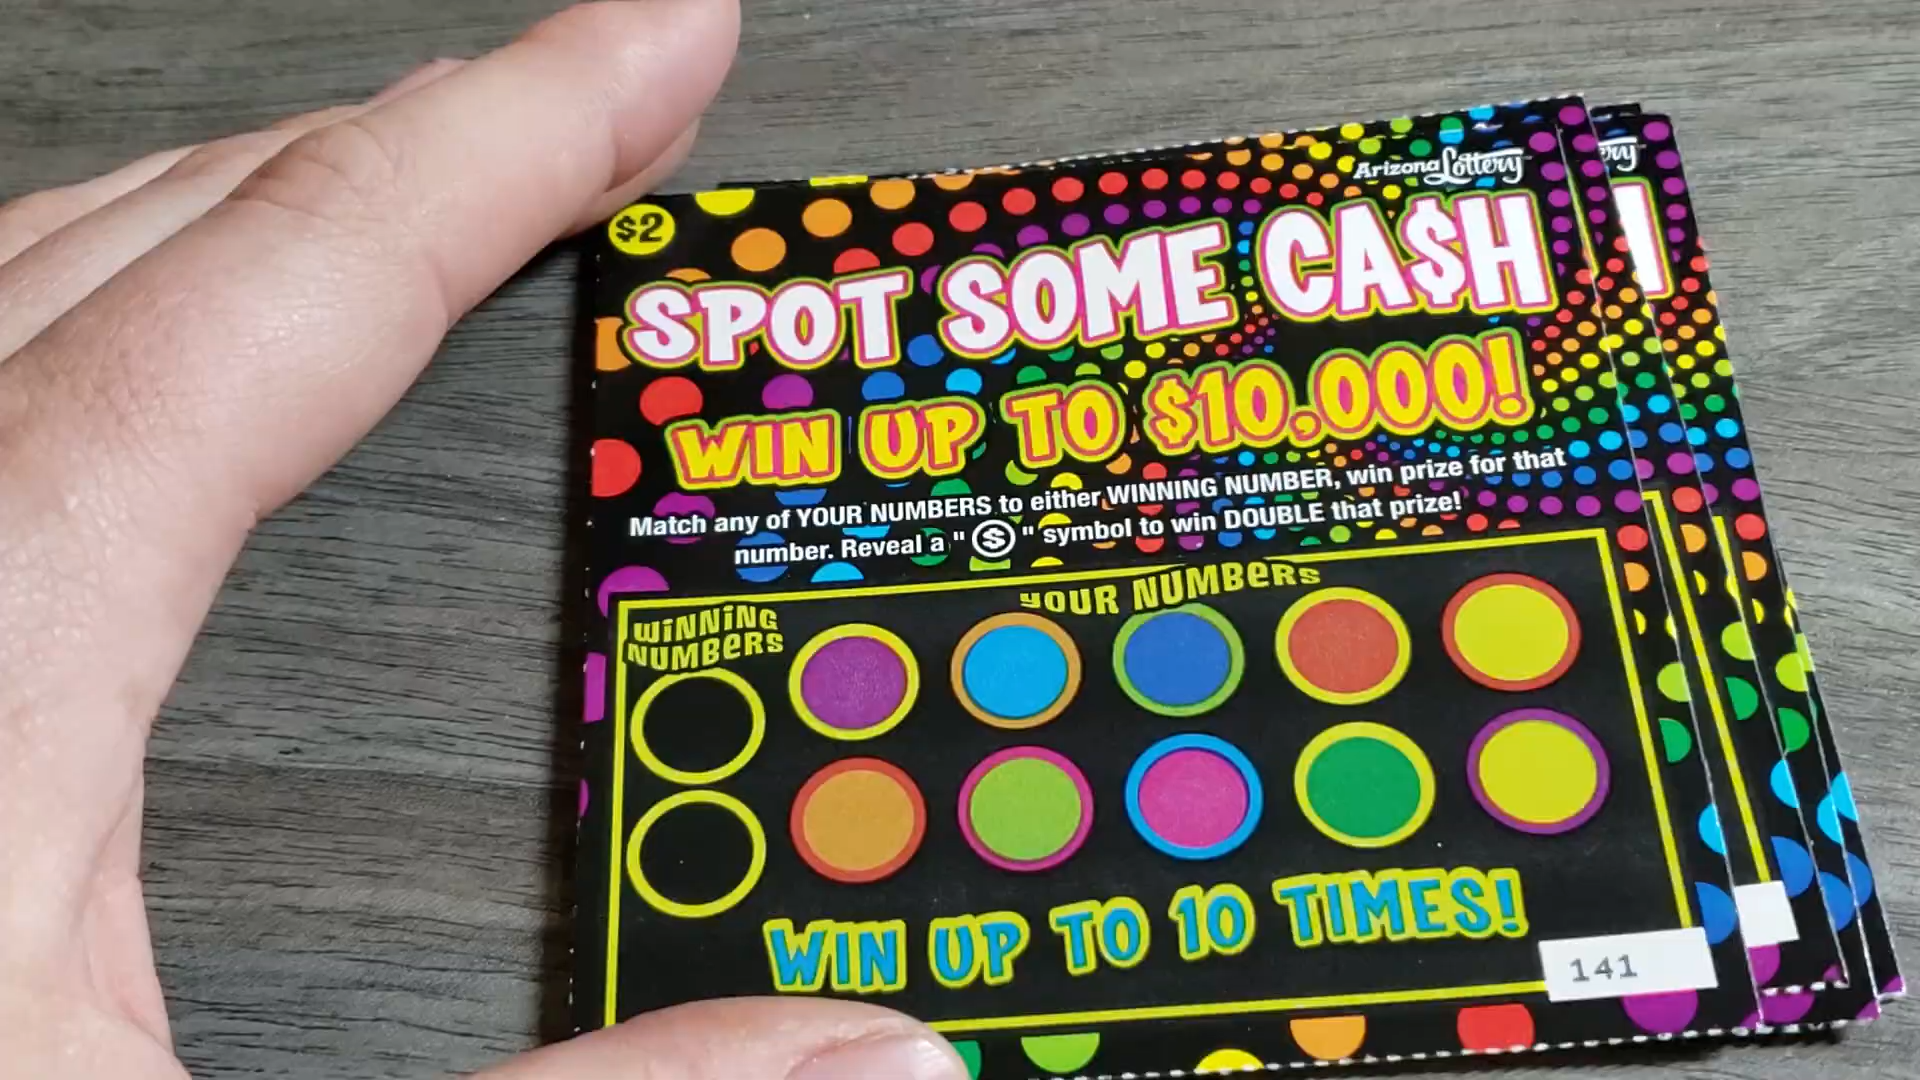 Arizona Lottery
ery
$2
SPOT SOME CA$H
WIN UP TO $10,000!
Match any of YOUR NUMBERS to either WINNING NUMBER, win prize for that
number. Reveal a "$" symbol to win DOUBLE that prize!
WINNING
NUMBERS
YOUR NUMBERS
WIN UP TO 10 TIMES!
141